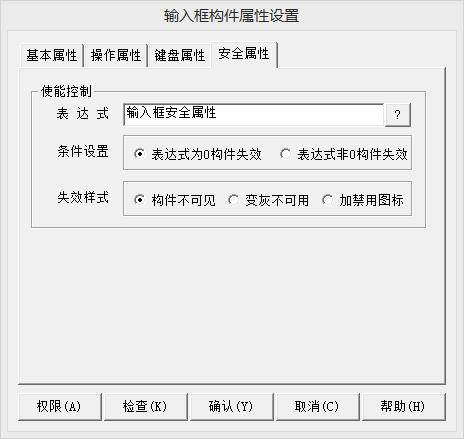 输入框构件属性设置
基本属性 操作属性 键盘属性 安全属性
使能控制
表 达 式 输入框安全属性 ?
条件设置 表达式为0构件失效 表达式非0构件失效
失效样式 构件不可见 变灰不可用 加禁用图标
权限(A) 检查(K) 确认(Y) 取消(C) 帮助(H)